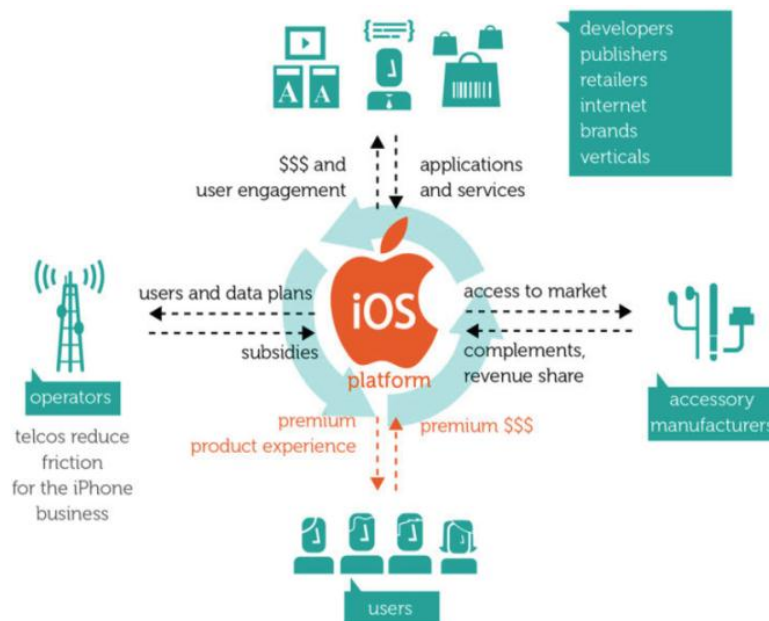 {===}
A
A
developers
publishers
retailers
internet
brands
verticals
$$$ and
user engagement
applications
and services
users and data plans
subsidies
iOS
platform
access to market
complements,
revenue share
operators
telcos reduce
friction
for the iPhone
business
accessory
manufacturers
premium
product experience
premium $$$
users